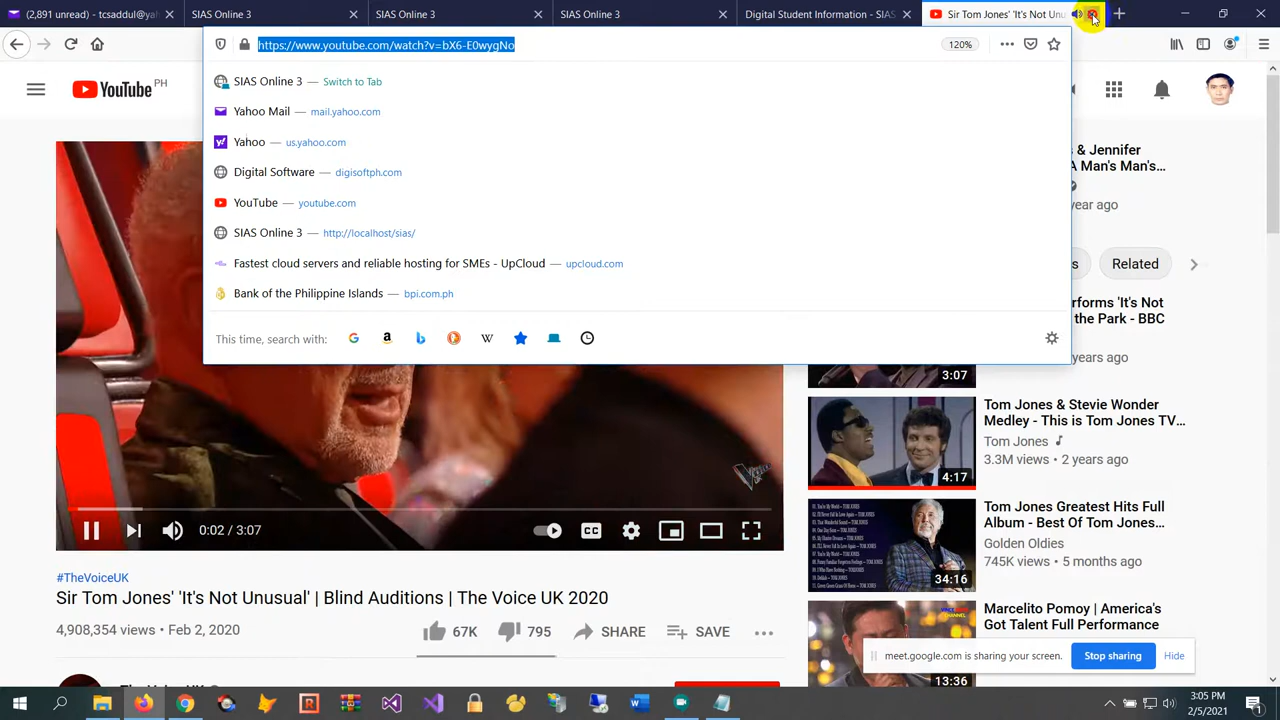 (2,891 unread) - tcsaddul@yah
SIAS Online 3
SIAS Online 3
SIAS Online 3
Digital Student Information - SIAS
Sir Tom Jones' 'It's Not Unu
https://www.youtube.com/watch?v=bX6-E0wygNo
120%
SIAS Online 3 — Switch to Tab
Yahoo Mail — mail.yahoo.com
Yahoo — us.yahoo.com
Digital Software — digisoftph.com
YouTube — youtube.com
SIAS Online 3 — http://localhost/sias/
Fastest cloud servers and reliable hosting for SMEs - UpCloud — upcloud.com
Bank of the Philippine Islands — bpi.com.ph
This time, search with:
YouTube PH
s & Jennifer
A Man's Man's...
year ago
s
Related
erforms 'It's Not
the Park - BBC
years ago
3:07
Tom Jones & Stevie Wonder
Medley - This is Tom Jones TV...
Tom Jones
3.3M views • 2 years ago
4:17
Tom Jones Greatest Hits Full
Album - Best Of Tom Jones...
Golden Oldies
745K views • 5 months ago
34:16
Marcelito Pomoy | America's
Got Talent Full Performance
13:36
0:02 / 3:07
CC
#TheVoiceUK
Sir Tom Jones' 'It's Not Unusual' | Blind Auditions | The Voice UK 2020
4,908,354 views • Feb 2, 2020
67K
795
SHARE
SAVE
meet.google.com is sharing your screen.
Stop sharing
Hide
3:05 PM
2/5/2021